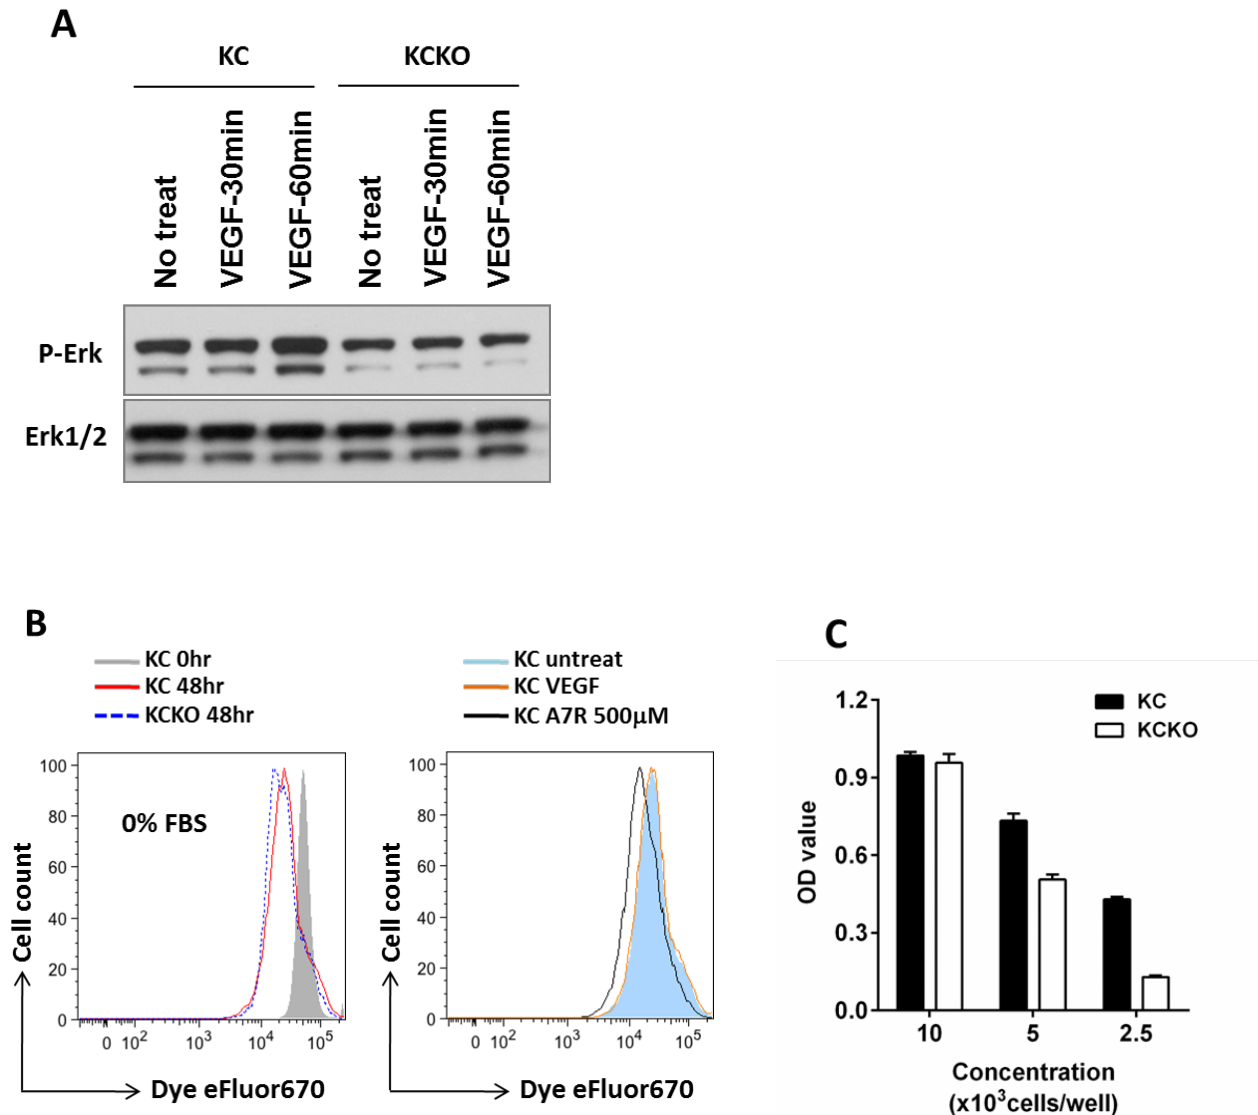 A
KC KCKO
No treat VEGF-30min VEGF-60min No treat VEGF-30min VEGF-60min
P-Erk
Erk1/2
B
KC 0hr
KC 48hr
KCKO 48hr
100
80
60
40
20
0
0% FBS
Cell count
0 10² 10³ 10⁴ 10⁵
Dye eFluor670
KC untreat
KC VEGF
KC A7R 500µM
100
80
60
40
20
0
Cell count
0 10² 10³ 10⁴ 10⁵
Dye eFluor670
C
KC
KCKO
1.2
0.9
0.6
0.3
0.0
OD value
10 5 2.5
Concentration
(x10³cells/well)